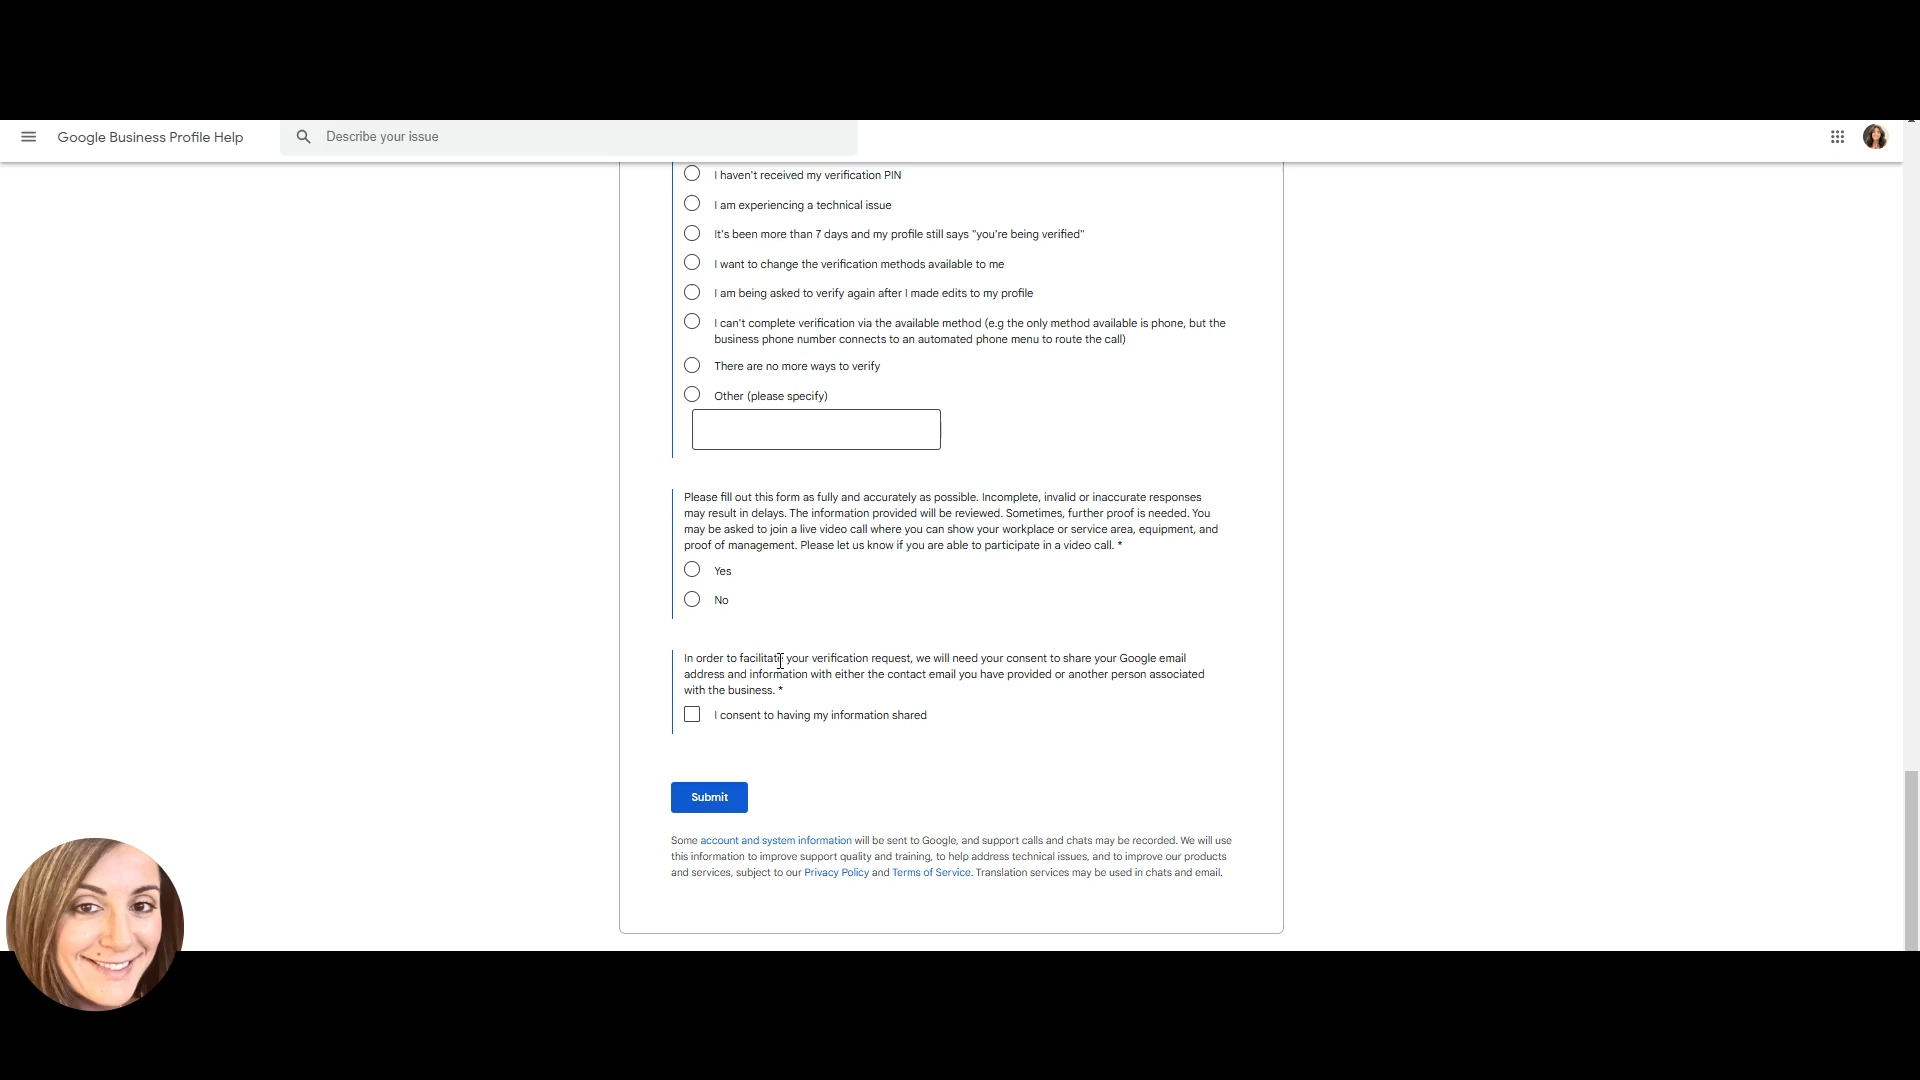 Google Business Profile Help
Describe your issue
I haven't received my verification PIN
I am experiencing a technical issue
It's been more than 7 days and my profile still says "you're being verified"
I want to change the verification methods available to me
I am being asked to verify again after I made edits to my profile
I can't complete verification via the available method (e.g the only method available is phone, but the
business phone number connects to an automated phone menu to route the call)
There are no more ways to verify
Other (please specify)
Please fill out this form as fully and accurately as possible. Incomplete, invalid or inaccurate responses
may result in delays. The information provided will be reviewed. Sometimes, further proof is needed. You
may be asked to join a live video call where you can show your workplace or service area, equipment, and
proof of management. Please let us know if you are able to participate in a video call. *
Yes
No
In order to facilitate your verification request, we will need your consent to share your Google email
address and information with either the contact email you have provided or another person associated
with the business. *
I consent to having my information shared
Submit
Some account and system information will be sent to Google, and support calls and chats may be recorded. We will use
this information to improve support quality and training, to help address technical issues, and to improve our products
and services, subject to our Privacy Policy and Terms of Service. Translation services may be used in chats and email.